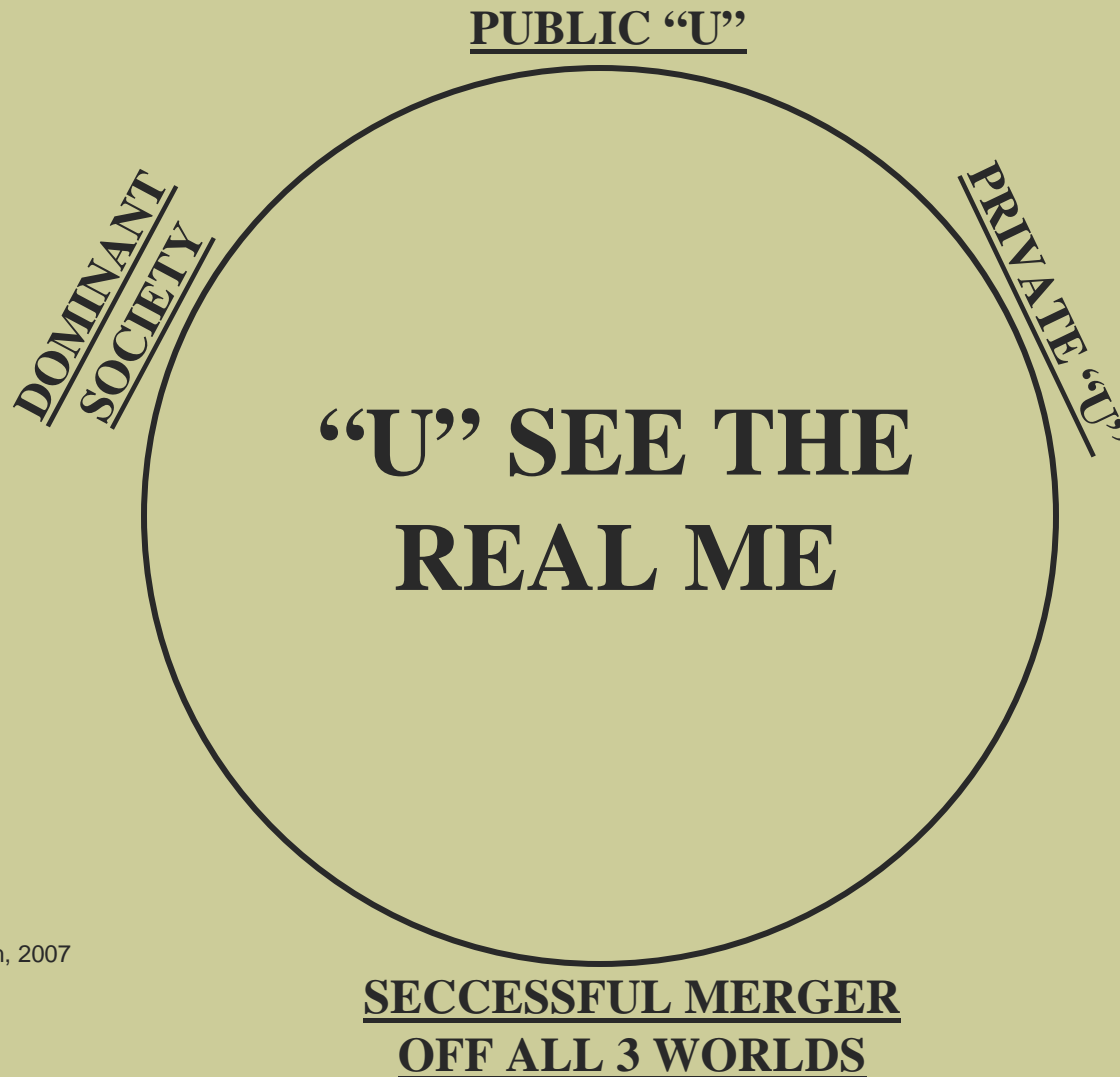 PUBLIC “U”
DOMINANT
SOCIETY
PRIVATE “U”
“U” SEE THE
REAL ME
, 2007
SECCESSFUL MERGER
OFF ALL 3 WORLDS